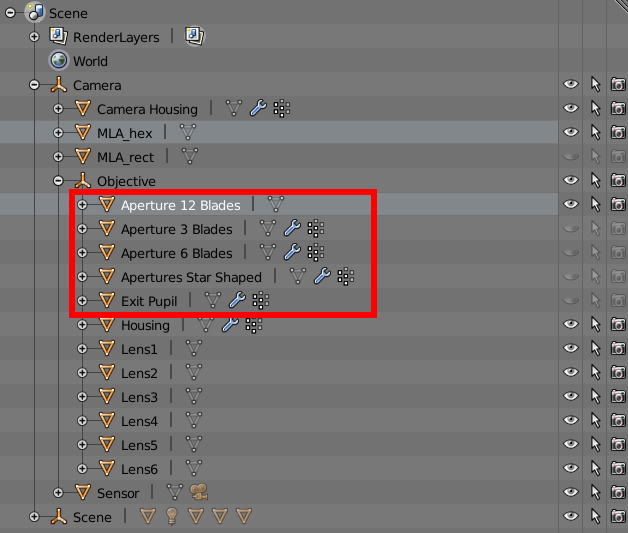 Scene
RenderLayers
World
Camera
Camera Housing
MLA_hex
MLA_rect
Objective
Aperture 12 Blades
Aperture 3 Blades
Aperture 6 Blades
Apertures Star Shaped
Exit Pupil
Housing
Lens1
Lens2
Lens3
Lens4
Lens5
Lens6
Sensor
Scene